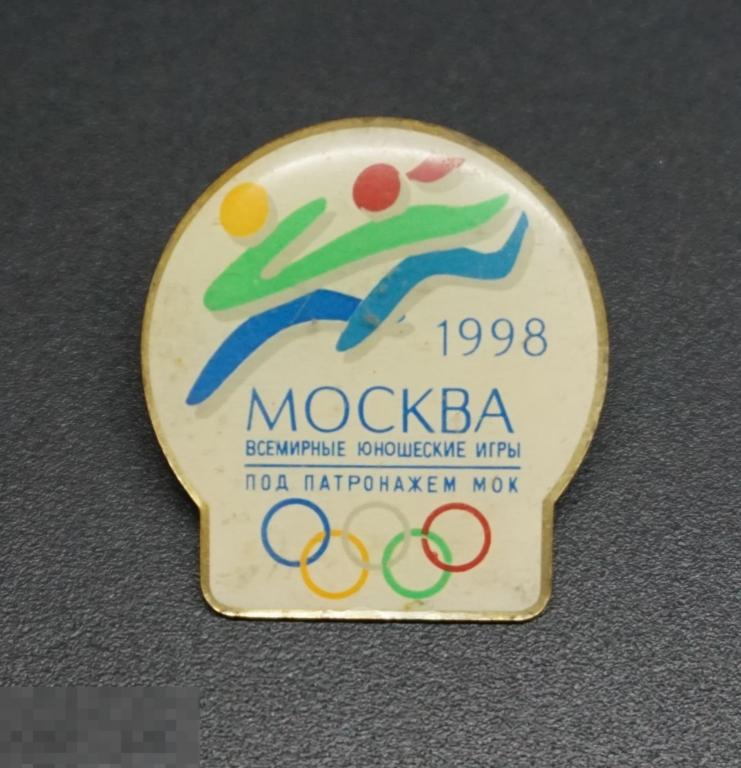 1998
МОСКВА
ВСЕМИРНЫЕ ЮНОШЕСКИЕ ИГРЫ
ПОД ПАТРОНАЖЕМ МОК